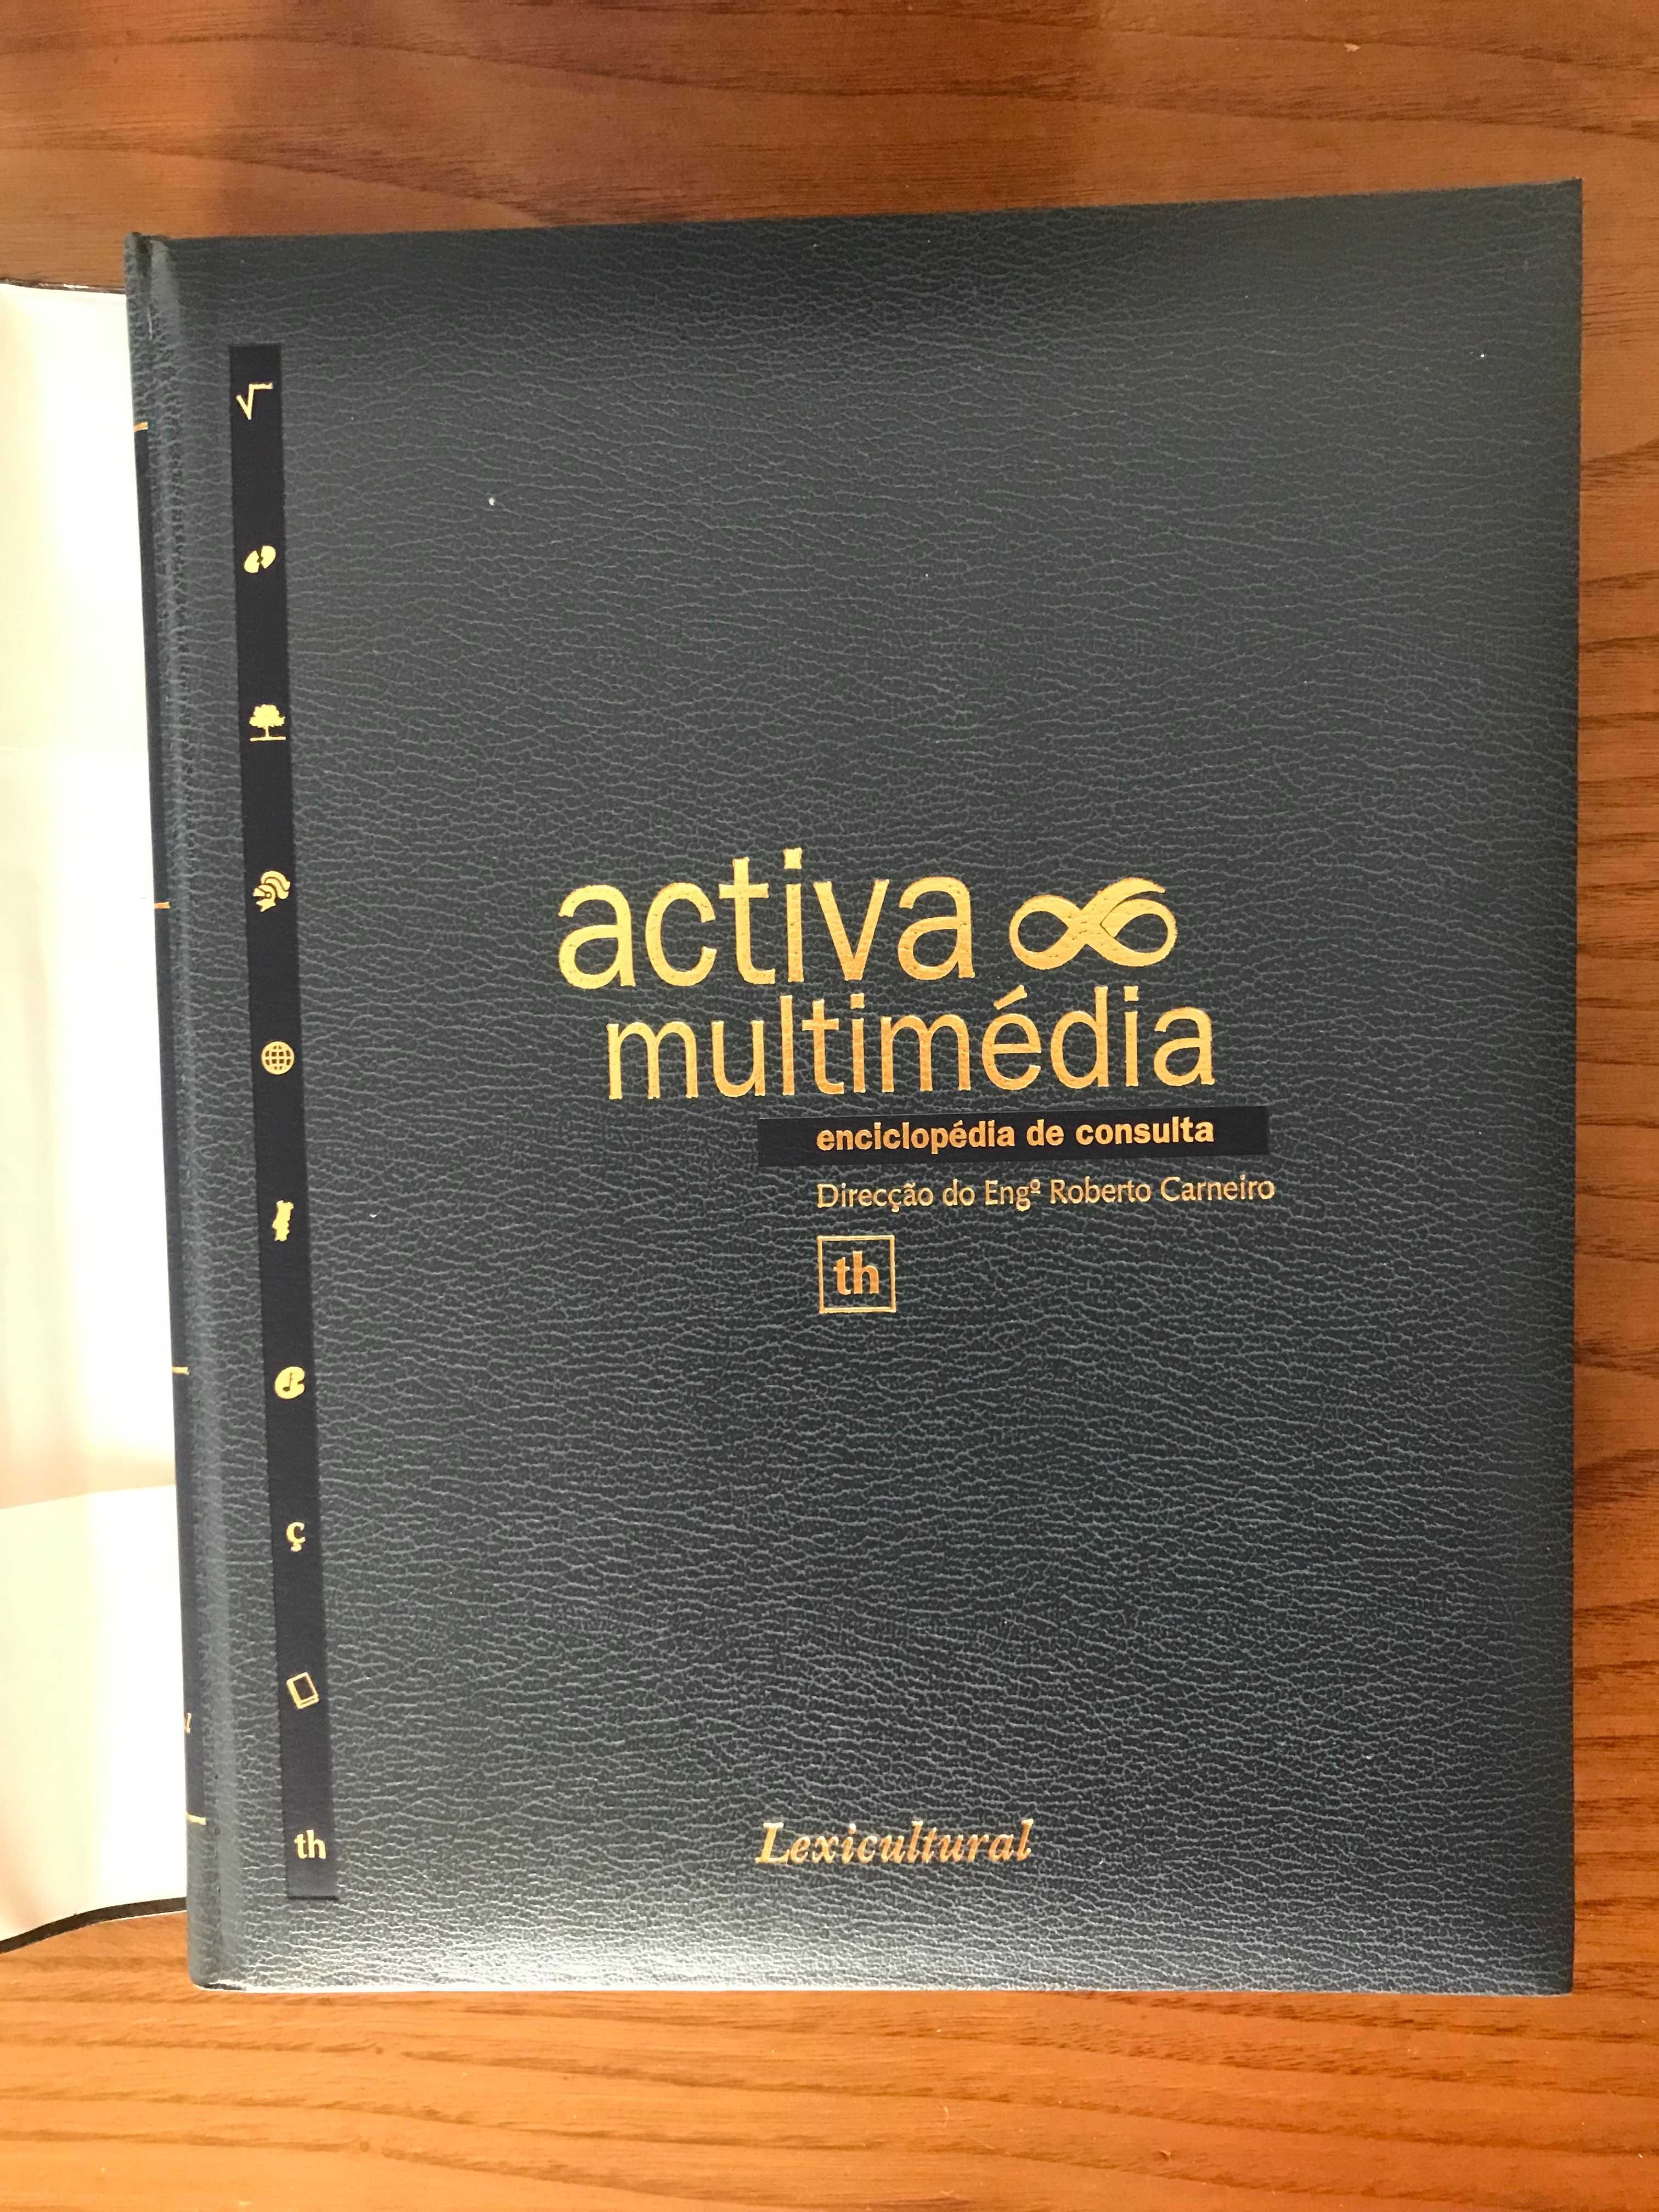 activa
multimédia
enciclopédia de consulta
Direcção do Engº Roberto Carneiro
th
ç
th
Lexicultural